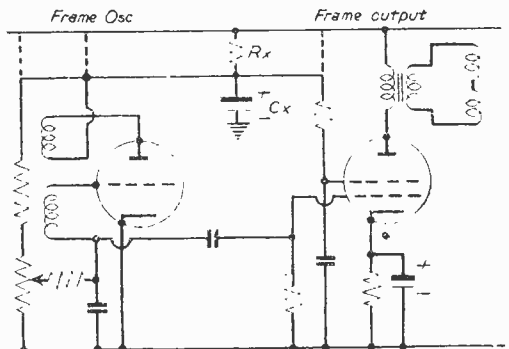 Frame Osc
Frame output
Rx
+
Cx
−
+
−